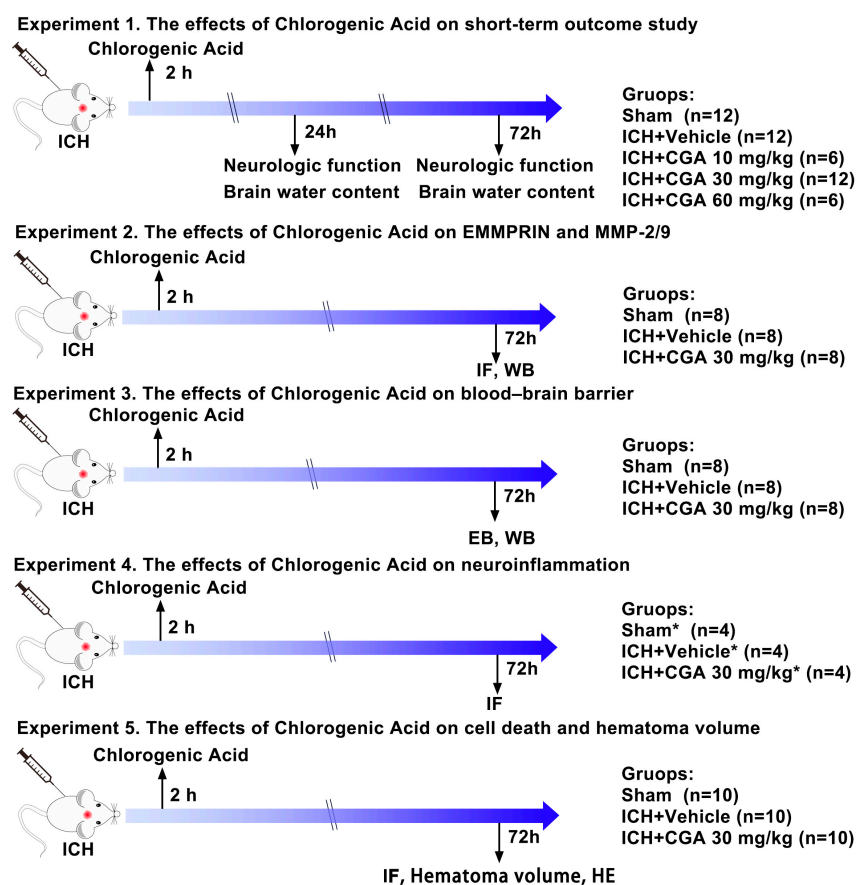 Experiment 1. The effects of Chlorogenic Acid on short-term outcome study
Chlorogenic Acid
2 h
ICH
24h
72h
Neurologic function
Brain water content
Neurologic function
Brain water content
Gruops:
Sham (n=12)
ICH+Vehicle (n=12)
ICH+CGA 10 mg/kg (n=6)
ICH+CGA 30 mg/kg (n=12)
ICH+CGA 60 mg/kg (n=6)
Experiment 2. The effects of Chlorogenic Acid on EMMPRIN and MMP-2/9
Chlorogenic Acid
2 h
ICH
72h
IF, WB
Gruops:
Sham (n=8)
ICH+Vehicle (n=8)
ICH+CGA 30 mg/kg (n=8)
Experiment 3. The effects of Chlorogenic Acid on blood–brain barrier
Chlorogenic Acid
2 h
ICH
72h
EB, WB
Gruops:
Sham (n=8)
ICH+Vehicle (n=8)
ICH+CGA 30 mg/kg (n=8)
Experiment 4. The effects of Chlorogenic Acid on neuroinflammation
Chlorogenic Acid
2 h
ICH
72h
IF
Gruops:
Sham* (n=4)
ICH+Vehicle* (n=4)
ICH+CGA 30 mg/kg* (n=4)
Experiment 5. The effects of Chlorogenic Acid on cell death and hematoma volume
Chlorogenic Acid
2 h
ICH
72h
IF, Hematoma volume, HE
Gruops:
Sham (n=10)
ICH+Vehicle (n=10)
ICH+CGA 30 mg/kg (n=10)